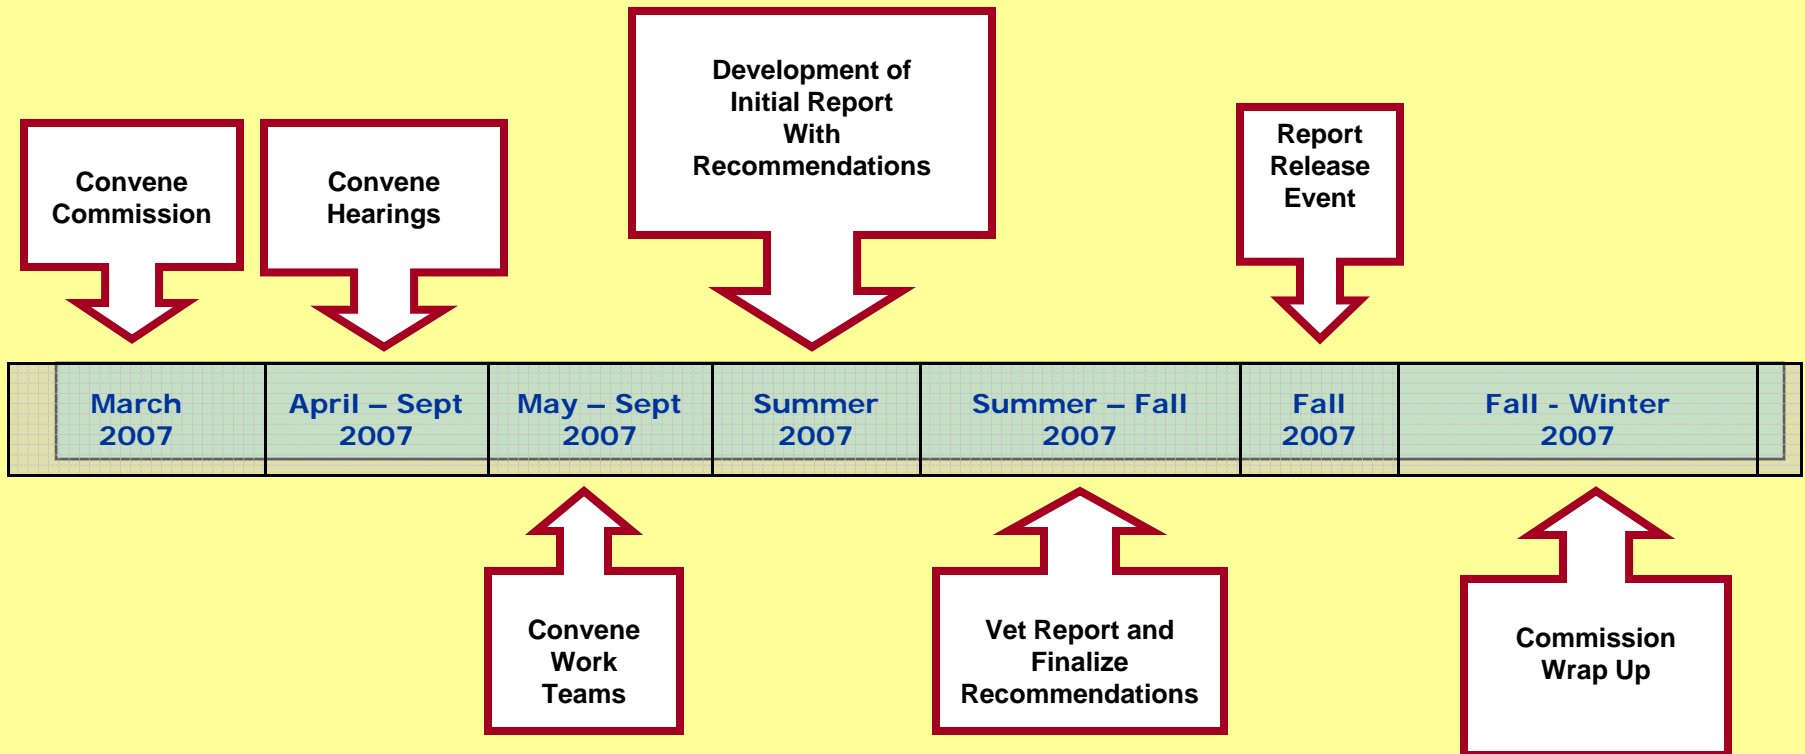 Development of
Initial Report
With
Recommendations
Report
Release
Event
Convene
Commission
Convene
Hearings
March
2007
April – Sept
2007
May – Sept
2007
Summer
2007
Summer – Fall
2007
Fall
2007
Fall - Winter
2007
Convene
Work
Teams
Vet Report and
Finalize
Recommendations
Commission
Wrap Up